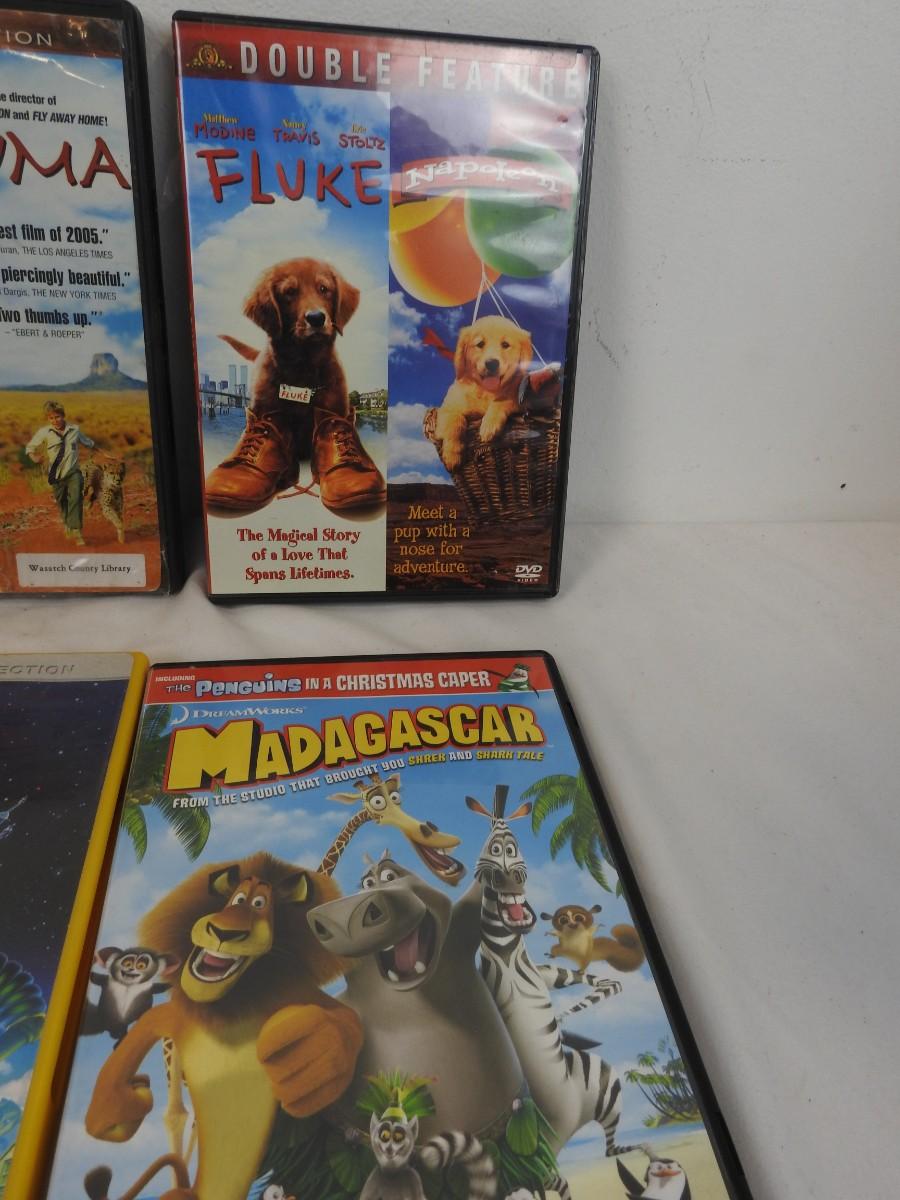 TION
e director of
ON and FLY AWAY HOME!
UMA
est film of 2005."
uran, THE LOS ANGELES TIMES
piercingly beautiful."
Dargis, THE NEW YORK TIMES
Two thumbs up."
– "EBERT & ROEPER"
Wasatch County Library
DOUBLE FEATURE
Matthew MODINE Nancy TRAVIS Eric STOLTZ
FLUKE
FLUKE
The Magical Story
of a Love That
Spans Lifetimes.
Napoleon
Meet a
pup with a
nose for
adventure.
DVD
VIDEO
ECTION
INCLUDING THE PENGUINS IN A CHRISTMAS CAPER
DREAMWORKS
MADAGASCAR
FROM THE STUDIO THAT BROUGHT YOU SHREK AND SHARK TALE